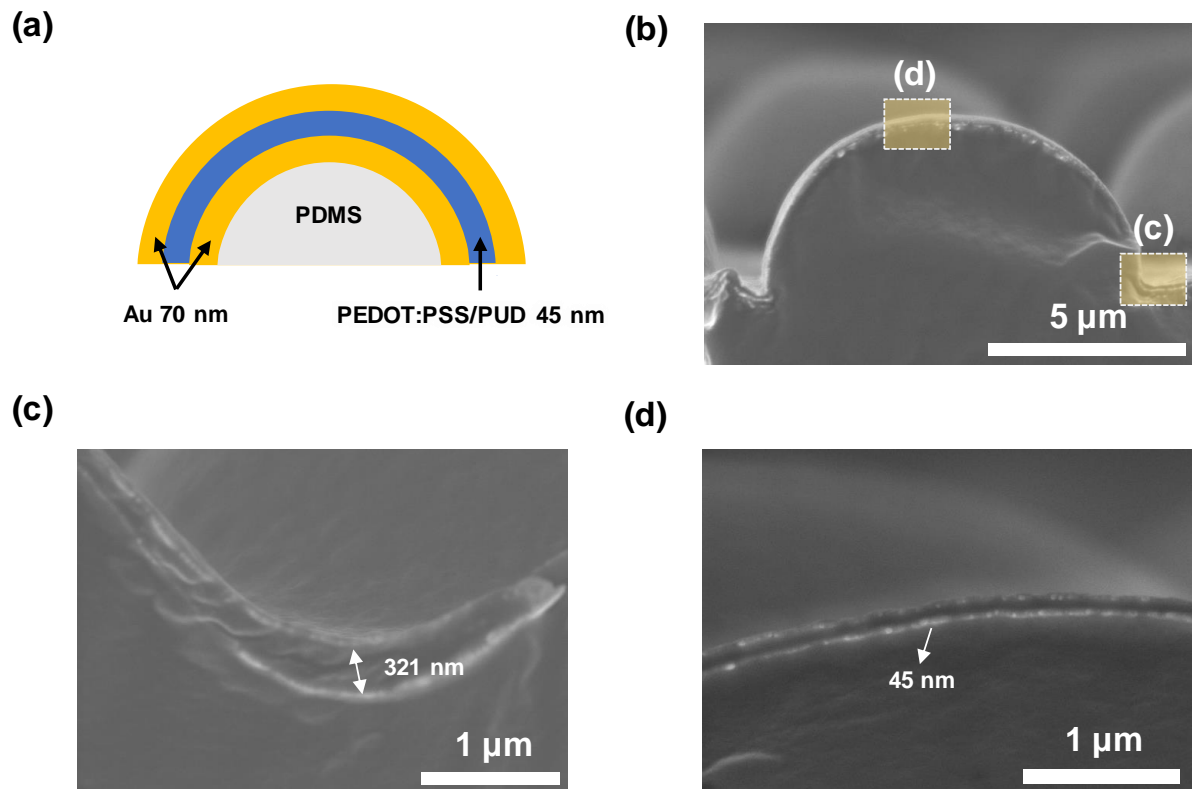 (a)
PDMS
Au 70 nm
PEDOT:PSS/PUD 45 nm
(b)
(d)
(c)
5 µm
(c)
321 nm
1 µm
(d)
45 nm
1 µm